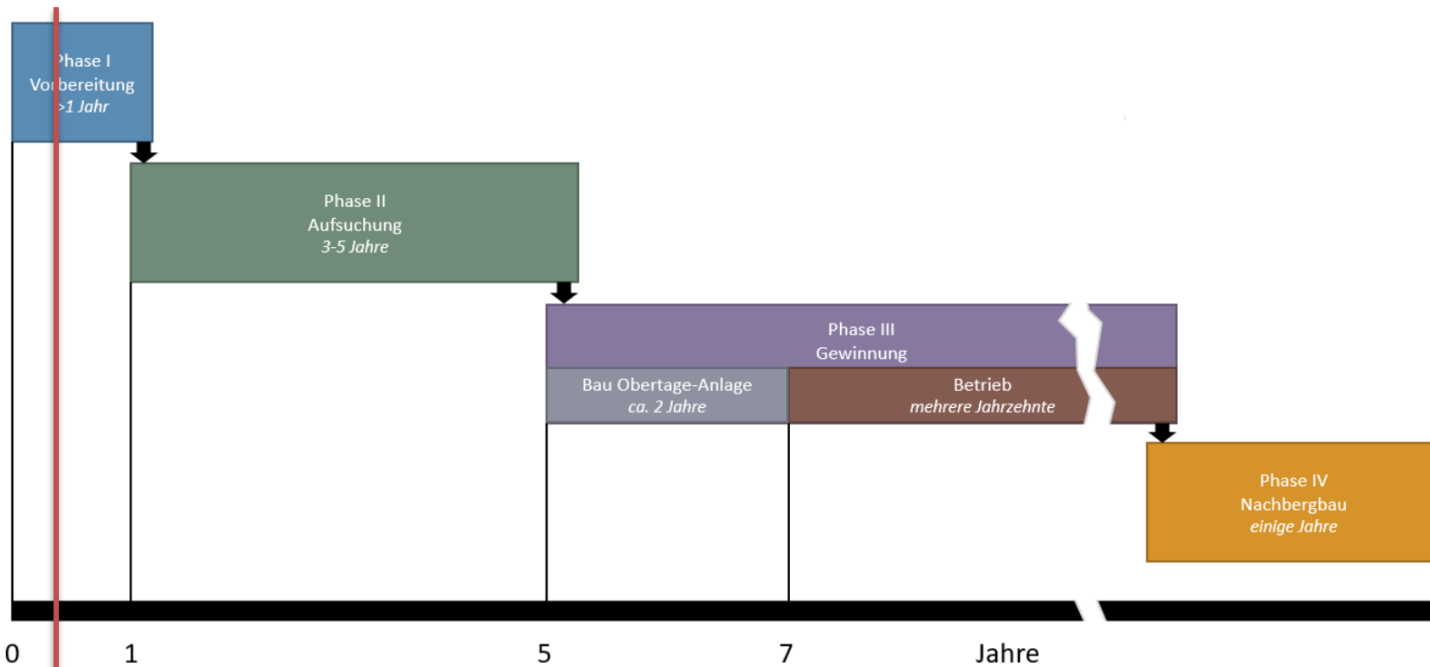 Phase I
Vorbereitung
>1 Jahr
Phase II
Aufsuchung
3-5 Jahre
Phase III
Gewinnung
Bau Obertage-Anlage
ca. 2 Jahre
Betrieb
mehrere Jahrzehnte
Phase IV
Nachbergbau
einige Jahre
0 1 5 7 Jahre